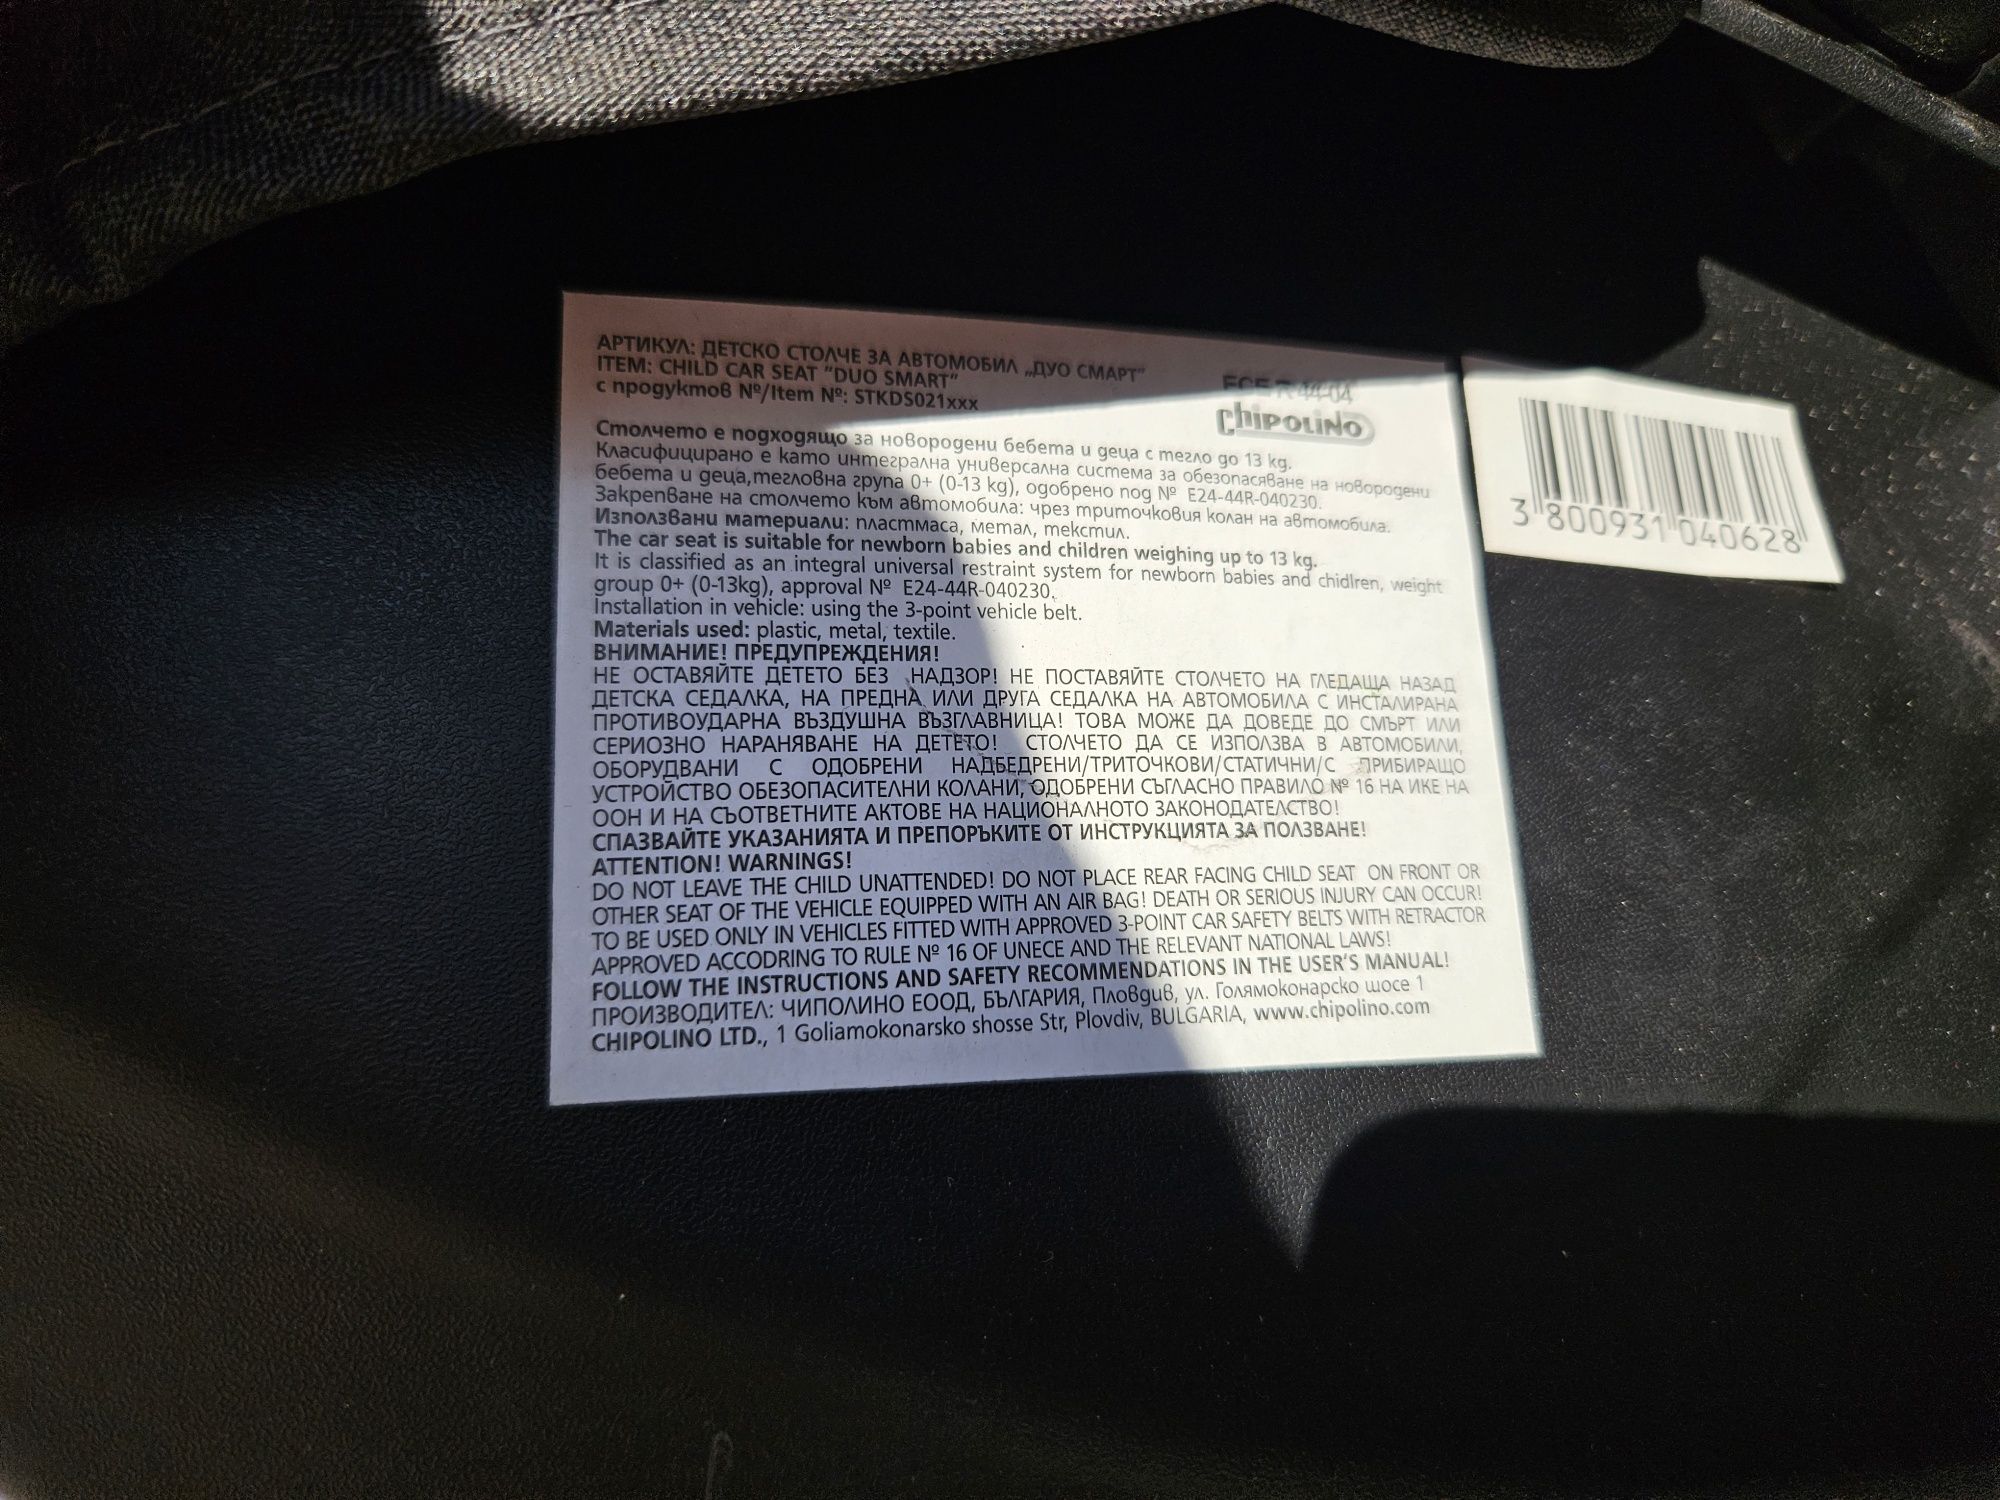 АРТИКУЛ: ДЕТСКО СТОЛЧЕ ЗА АВТОМОБИЛ „ДУО СМАРТ“
ITEM: CHILD CAR SEAT "DUO SMART"
с продуктов №/Item №: STKDS021xxx
ECE R 44-04
chipolino
Столчето е подходящо за новородени бебета и деца с тегло до 13 kg.
Класифицирано е като интегрална универсална система за обезопасяване на новородени
бебета и деца,тегловна група 0+ (0-13 kg), одобрено под № E24-44R-040230.
Закрепване на столчето към автомобила: чрез триточковия колан на автомобила.
Използвани материали: пластмаса, метал, текстил.
The car seat is suitable for newborn babies and children weighing up to 13 kg.
It is classified as an integral universal restraint system for newborn babies and chidlren, weight
group 0+ (0-13kg), approval № E24-44R-040230.
Installation in vehicle: using the 3-point vehicle belt.
Materials used: plastic, metal, textile.
ВНИМАНИЕ! ПРЕДУПРЕЖДЕНИЯ!
НЕ ОСТАВЯЙТЕ ДЕТЕТО БЕЗ НАДЗОР! НЕ ПОСТАВЯЙТЕ СТОЛЧЕТО НА ГЛЕДАЩА НАЗАД
ДЕТСКА СЕДАЛКА, НА ПРЕДНА ИЛИ ДРУГА СЕДАЛКА НА АВТОМОБИЛА С ИНСТАЛИРАНА
ПРОТИВОУДАРНА ВЪЗДУШНА ВЪЗГЛАВНИЦА! ТОВА МОЖЕ ДА ДОВЕДЕ ДО СМЪРТ ИЛИ
СЕРИОЗНО НАРАНЯВАНЕ НА ДЕТЕТО! СТОЛЧЕТО ДА СЕ ИЗПОЛЗВА В АВТОМОБИЛИ,
ОБОРУДВАНИ С ОДОБРЕНИ НАДБЕДРЕНИ/ТРИТОЧКОВИ/СТАТИЧНИ/С ПРИБИРАЩО
УСТРОЙСТВО ОБЕЗОПАСИТЕЛНИ КОЛАНИ, ОДОБРЕНИ СЪГЛАСНО ПРАВИЛО № 16 НА ИКЕ НА
ООН И НА СЪОТВЕТНИТЕ АКТОВЕ НА НАЦИОНАЛНОТО ЗАКОНОДАТЕЛСТВО!
СПАЗВАЙТЕ УКАЗАНИЯТА И ПРЕПОРЪКИТЕ ОТ ИНСТРУКЦИЯТА ЗА ПОЛЗВАНЕ!
ATTENTION! WARNINGS!
DO NOT LEAVE THE CHILD UNATTENDED! DO NOT PLACE REAR FACING CHILD SEAT ON FRONT OR
OTHER SEAT OF THE VEHICLE EQUIPPED WITH AN AIR BAG! DEATH OR SERIOUS INJURY CAN OCCUR!
TO BE USED ONLY IN VEHICLES FITTED WITH APPROVED 3-POINT CAR SAFETY BELTS WITH RETRACTOR
APPROVED ACCODRING TO RULE № 16 OF UNECE AND THE RELEVANT NATIONAL LAWS!
FOLLOW THE INSTRUCTIONS AND SAFETY RECOMMENDATIONS IN THE USER'S MANUAL!
ПРОИЗВОДИТЕЛ: ЧИПОЛИНО ЕООД, БЪЛГАРИЯ, Пловдив, ул. Голямоконарско шосе 1
CHIPOLINO LTD., 1 Goliamokonarsko shosse Str, Plovdiv, BULGARIA, www.chipolino.com
3 800931 040628